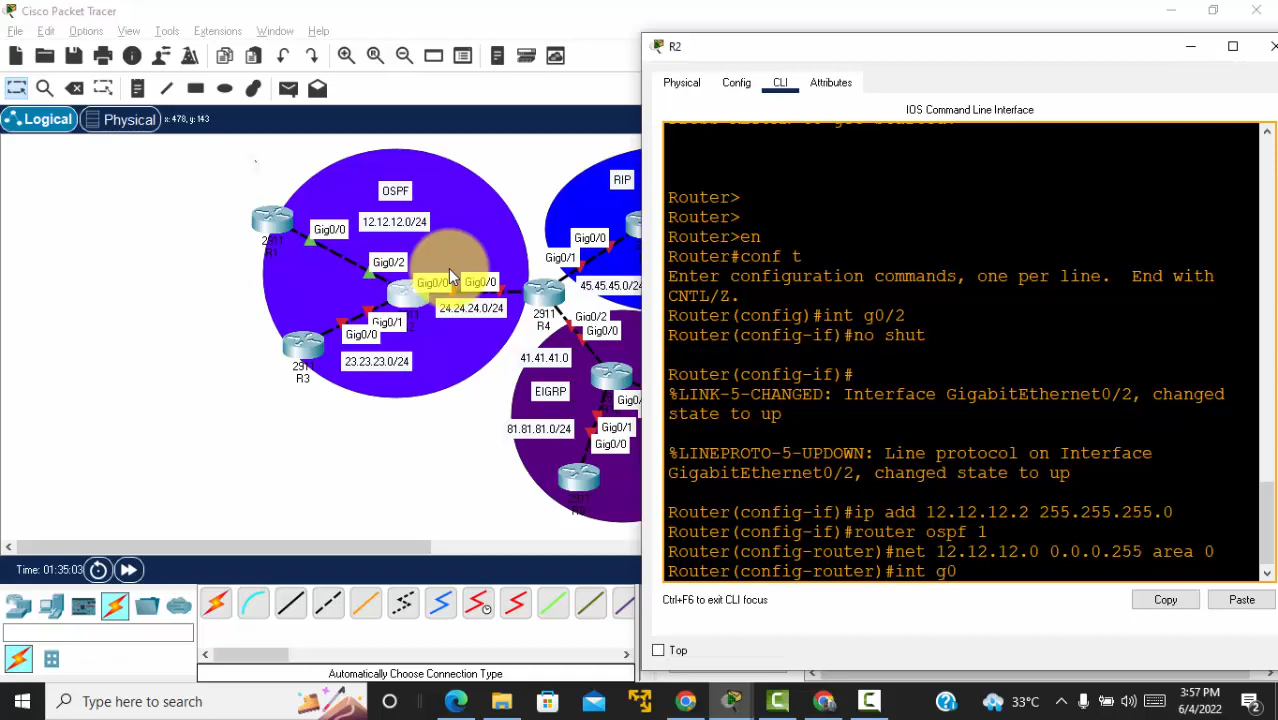 Cisco Packet Tracer
File Edit Options View Tools Extensions Window Help
Logical
Physical
x: 478, y: 143
OSPF
12.12.12.0/24
Gig0/0
2911
R1
Gig0/2
Gig0/0
Gig0/0
24.24.24.0/24
Gig0/1
Gig0/0
2911
R3
23.23.23.0/24
RIP
Gig0/0
Gig0/1
45.45.45.0/24
2911
R4
Gig0/2
Gig0/0
41.41.41.0
EIGRP
81.81.81.0/24
Gig0/1
Gig0/0
Time: 01:35:03
Automatically Choose Connection Type
R2
Physical Config CLI Attributes
IOS Command Line Interface
Router>
Router>
Router>en
Router#conf t
Enter configuration commands, one per line. End with
CNTL/Z.
Router(config)#int g0/2
Router(config-if)#no shut
Router(config-if)#
%LINK-5-CHANGED: Interface GigabitEthernet0/2, changed
state to up
%LINEPROTO-5-UPDOWN: Line protocol on Interface
GigabitEthernet0/2, changed state to up
Router(config-if)#ip add 12.12.12.2 255.255.255.0
Router(config-if)#router ospf 1
Router(config-router)#net 12.12.12.0 0.0.0.255 area 0
Router(config-router)#int g0
Ctrl+F6 to exit CLI focus
Copy
Paste
Top
Type here to search
33°C
3:57 PM
6/4/2022
2